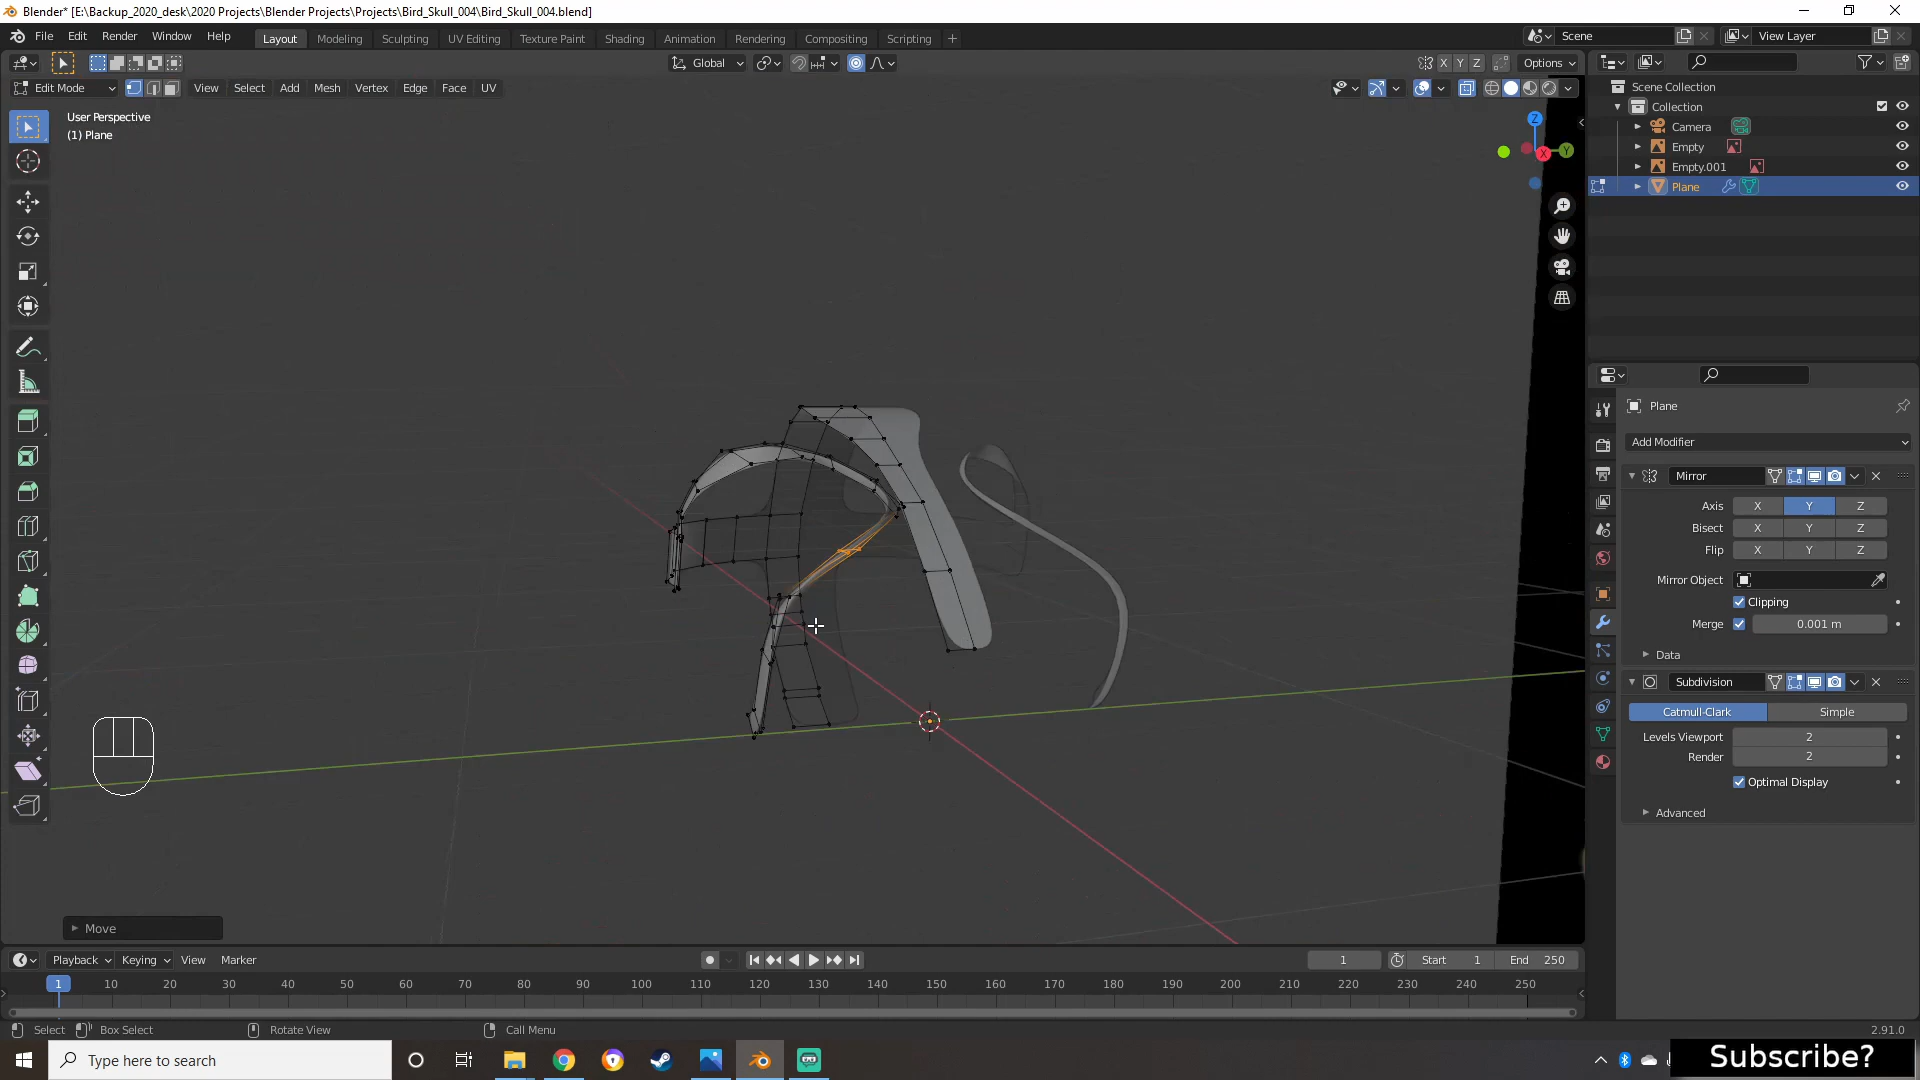 Blender* [E:\Backup_2020_desk\2020 Projects\Blender Projects\Projects\Bird_Skull_004\Bird_Skull_004.blend]
File Edit Render Window Help Layout Modeling Sculpting UV Editing Texture Paint Shading Animation Rendering Compositing Scripting + Scene View Layer
Global X Y Z Options
Edit Mode View Select Add Mesh Vertex Edge Face UV
User Perspective
(1) Plane
Z
Y
X
Scene Collection
Collection
Camera
Empty
Empty.001
Plane
Plane
Add Modifier
Mirror
Axis X Y Z
Bisect X Y Z
Flip X Y Z
Mirror Object
Clipping
Merge 0.001 m
Data
Subdivision
Catmull-Clark Simple
Levels Viewport 2
Render 2
Optimal Display
Advanced
Move
Playback Keying View Marker 1 Start 1 End 250
1 10 20 30 40 50 60 70 80 90 100 110 120 130 140 150 160 170 180 190 200 210 220 230 240 250
Select Box Select Rotate View Call Menu 2.91.0
Type here to search
Subscribe?